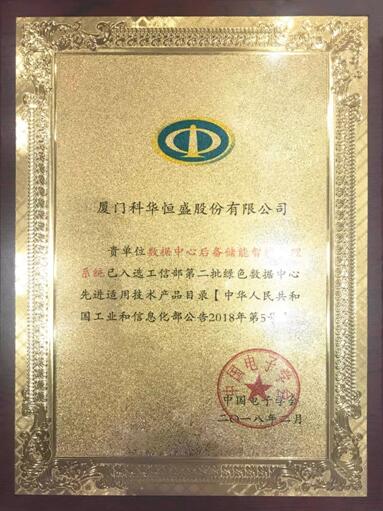 厦门科华恒盛股份有限公司
贵单位数据中心后备储能智
系统已入选工信部第二批绿色数据中心
先进适用技术产品目录【中华人民共和
国工业和信息化部公告2018年第5号
中国电子学会
中国电子学会
二〇一八年二月